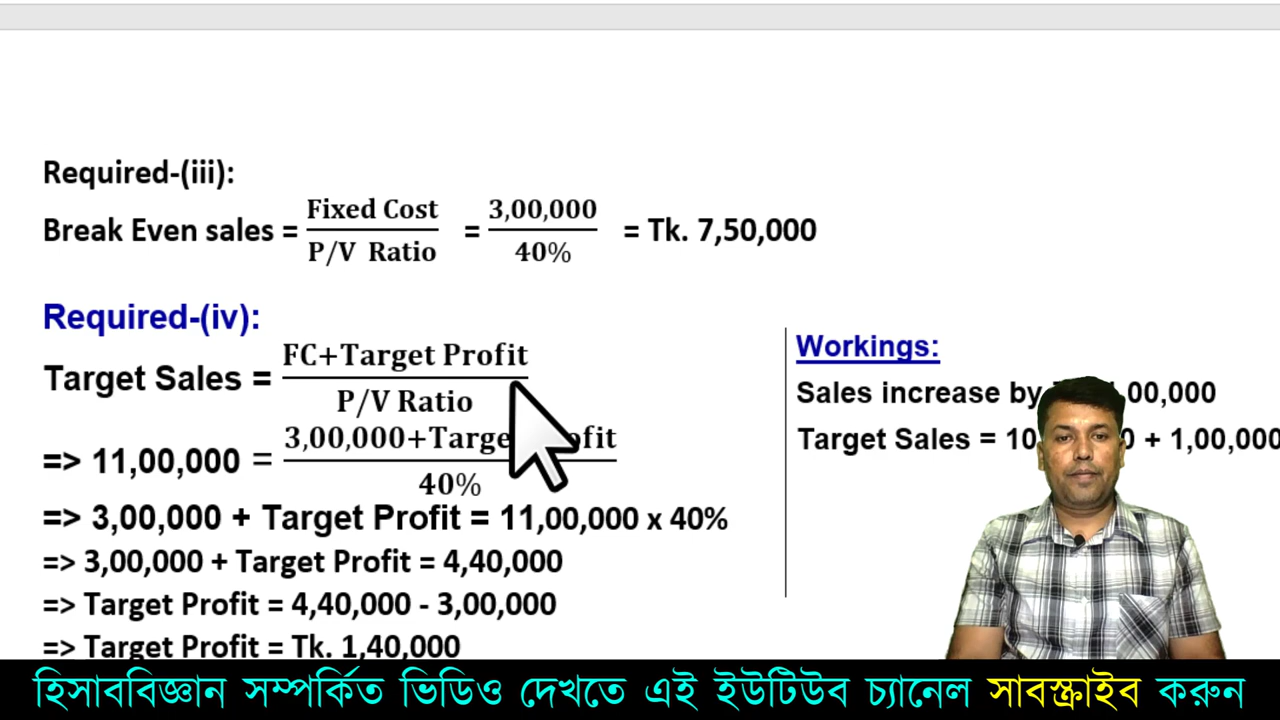 Required-(iii):
Break Even sales = Fixed Cost / P/V Ratio = 3,00,000 / 40% = Tk. 7,50,000
Required-(iv):
Target Sales = FC+Target Profit / P/V Ratio
=> 11,00,000 = 3,00,000+Target Profit / 40%
=> 3,00,000 + Target Profit = 11,00,000 x 40%
=> 3,00,000 + Target Profit = 4,40,000
=> Target Profit = 4,40,000 - 3,00,000
=> Target Profit = Tk. 1,40,000
Workings:
Sales increase by 00,000
Target Sales = 10 + 1,00,000
হিসাববিজ্ঞান সম্পর্কিত ভিডিও দেখতে এই ইউটিউব চ্যানেল সাবস্ক্রাইব করুন